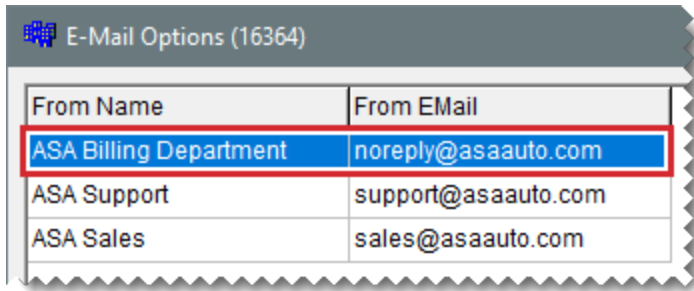 E-Mail Options (16364)
From Name From EMail
ASA Billing Department noreply@asaauto.com
ASA Support support@asaauto.com
ASA Sales sales@asaauto.com